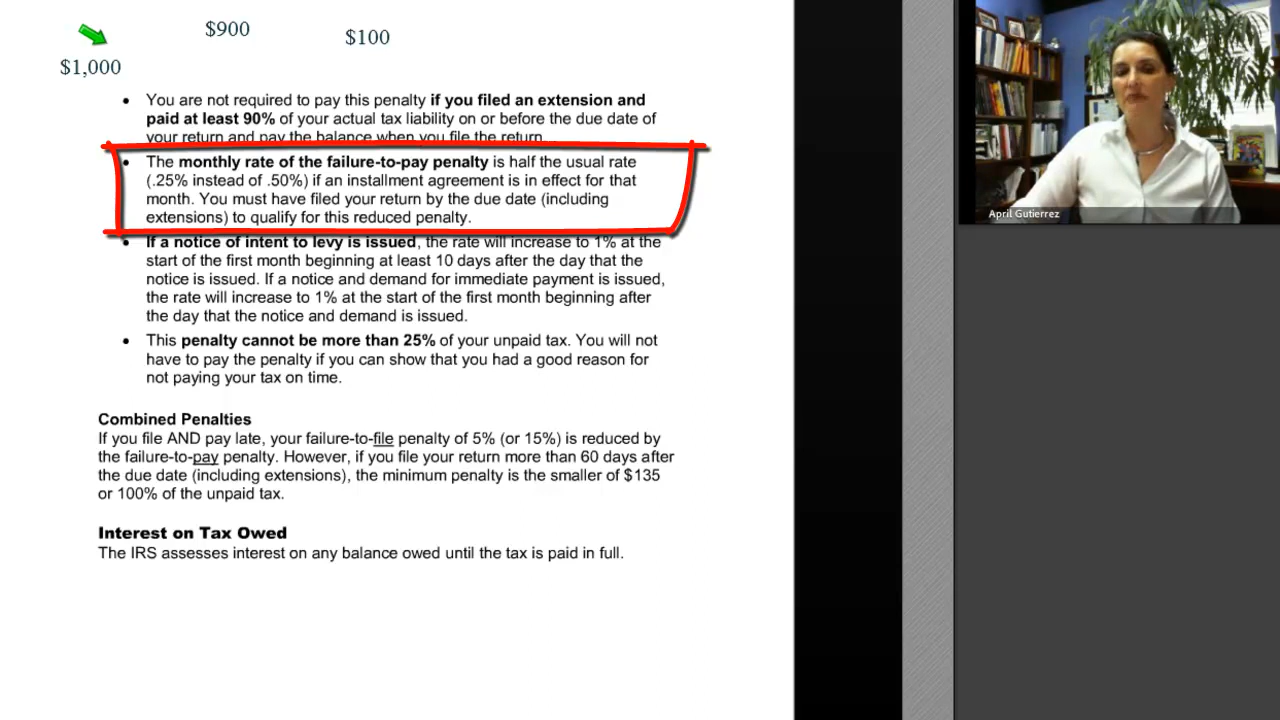 $900
$100
$1,000
• You are not required to pay this penalty if you filed an extension and
paid at least 90% of your actual tax liability on or before the due date of
your return and pay the balance when you file the return.
• The monthly rate of the failure-to-pay penalty is half the usual rate
(.25% instead of .50%) if an installment agreement is in effect for that
month. You must have filed your return by the due date (including
extensions) to qualify for this reduced penalty.
• If a notice of intent to levy is issued, the rate will increase to 1% at the
start of the first month beginning at least 10 days after the day that the
notice is issued. If a notice and demand for immediate payment is issued,
the rate will increase to 1% at the start of the first month beginning after
the day that the notice and demand is issued.
• This penalty cannot be more than 25% of your unpaid tax. You will not
have to pay the penalty if you can show that you had a good reason for
not paying your tax on time.
Combined Penalties
If you file AND pay late, your failure-to-file penalty of 5% (or 15%) is reduced by
the failure-to-pay penalty. However, if you file your return more than 60 days after
the due date (including extensions), the minimum penalty is the smaller of $135
or 100% of the unpaid tax.
Interest on Tax Owed
The IRS assesses interest on any balance owed until the tax is paid in full.
April Gutierrez